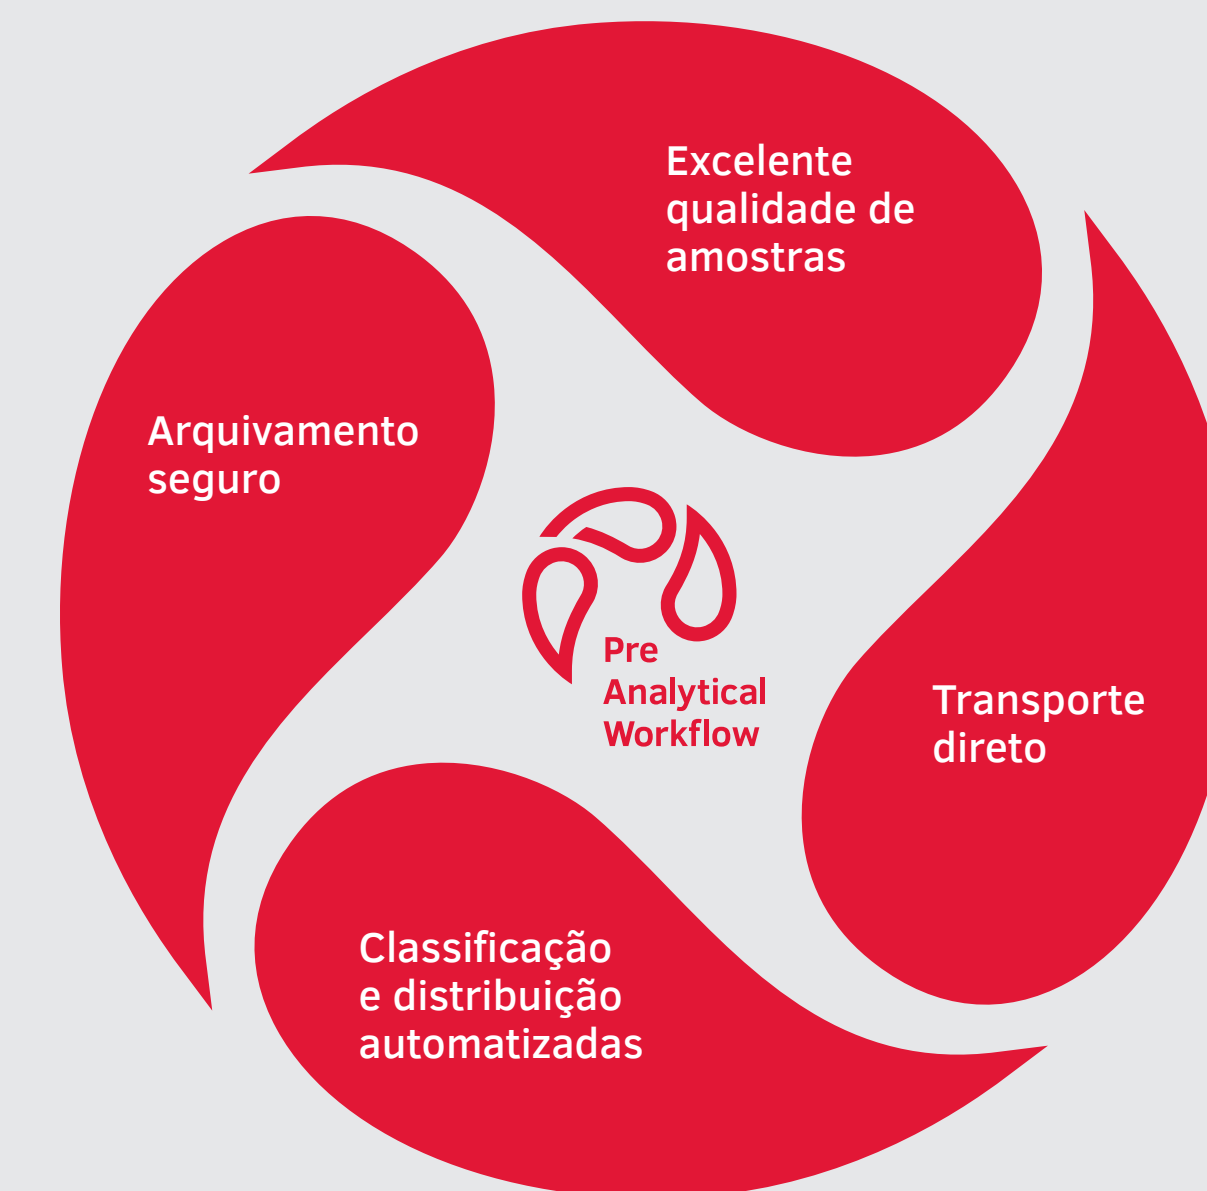 Excelente
qualidade de
amostras
Arquivamento
seguro
Pre
Analytical
Workflow
Transporte
direto
Classificação
e distribuição
automatizadas